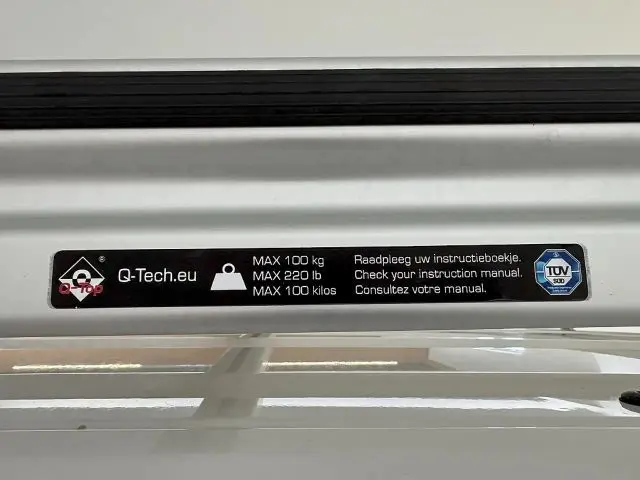 ®
Q-Top
Q-Tech.eu
MAX 100 kg
MAX 220 lb
MAX 100 kilos
Raadpleeg uw instructieboekje.
Check your instruction manual.
Consultez votre manual.
TÜV
SÜD